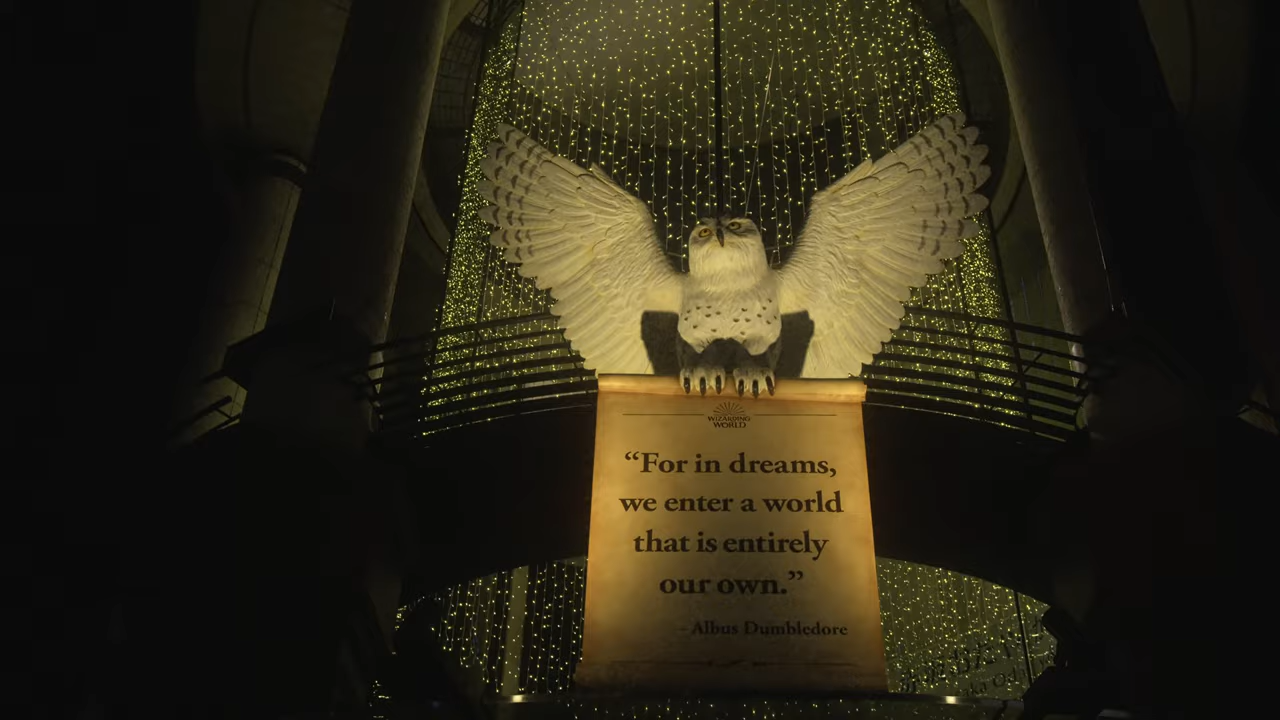 WIZARDING
WORLD
“For in dreams,
we enter a world
that is entirely
our own.”
- Albus Dumbledore